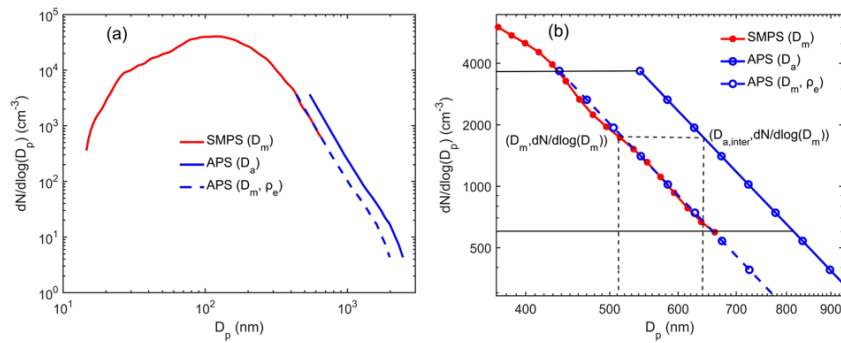 (a)
10^5
10^4
10^3
10^2
10^1
10^0
dN/dlog(D_p) (cm^-3)
SMPS (D_m)
APS (D_a)
APS (D_m, ρ_e)
10^1
10^2
10^3
D_p (nm)
(b)
4000
2000
1000
500
dN/dlog(D_p) (cm^-3)
SMPS (D_m)
APS (D_a)
APS (D_m, ρ_e)
(D_m,dN/dlog(D_m))
(D_a,inter,dN/dlog(D_m))
400
500
600
700
800
900
D_p (nm)